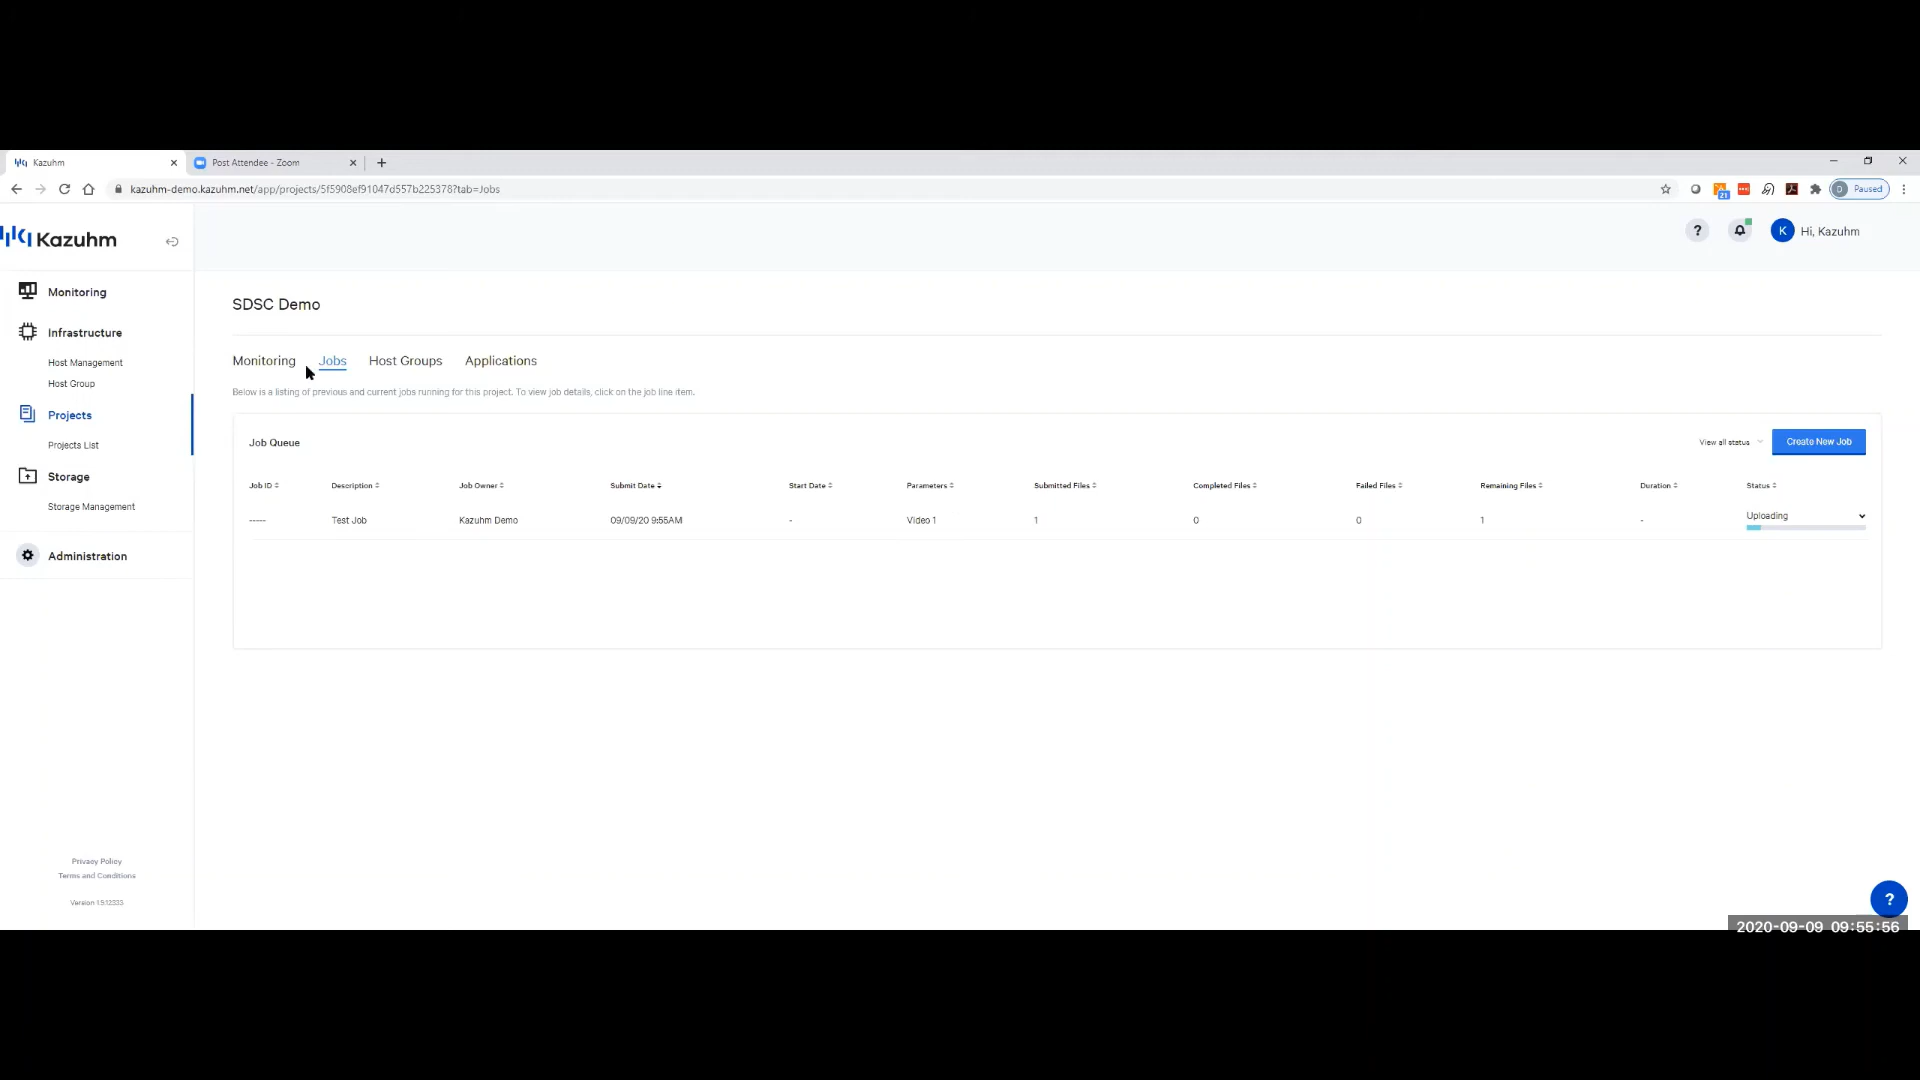 Kazuhm
Post Attendee - Zoom
kazuhm-demo.kazuhm.net/app/projects/5f5908ef91047d557b225378?tab=Jobs
21
D Paused
Kazuhm
? K Hi, Kazuhm
Monitoring
Infrastructure
Host Management
Host Group
Projects
Projects List
Storage
Storage Management
Administration
Privacy Policy
Terms and Conditions
Version 1.9.12333
SDSC Demo
Monitoring Jobs Host Groups Applications
Below is a listing of previous and current jobs running for this project. To view job details, click on the job line item.
Job Queue View all status Create New Job
Job ID Description Job Owner Submit Date Start Date Parameters Submitted Files Completed Files Failed Files Remaining Files Duration Status
----- Test Job Kazuhm Demo 09/09/20 9:55AM - Video 1 1 0 0 1 - Uploading
?
2020-09-09 09:55:56